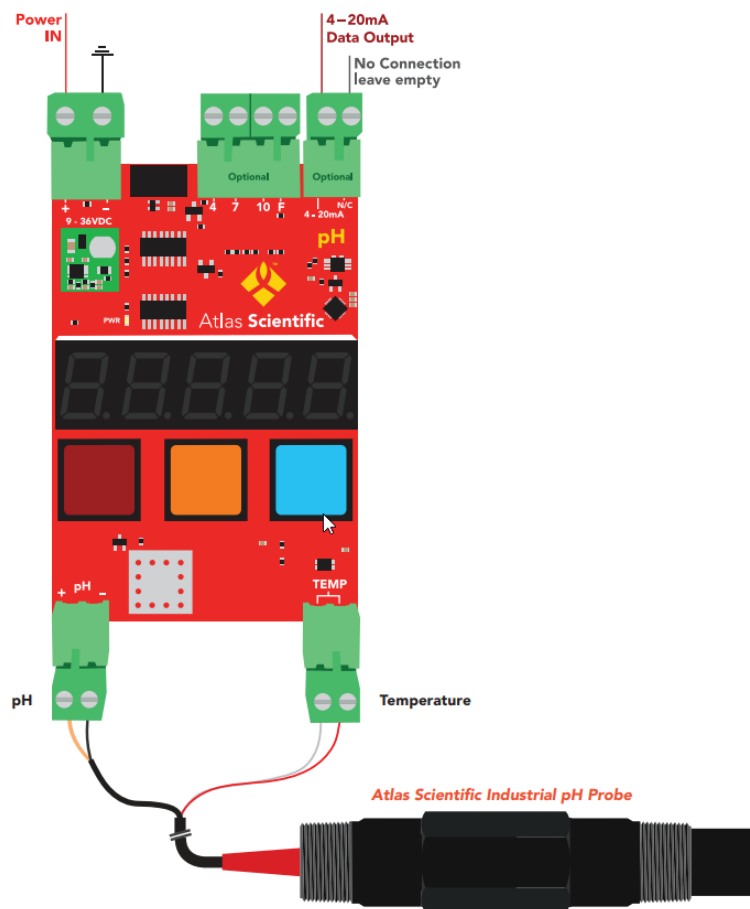 Power
IN
4–20mA
Data Output
No Connection
leave empty
Optional
Optional
+
–
4 7 10 F
N/C
4 - 20mA
9 - 36VDC
pH
PWR
Atlas Scientific™
TEMP
+ pH –
pH
Temperature
Atlas Scientific Industrial pH Probe